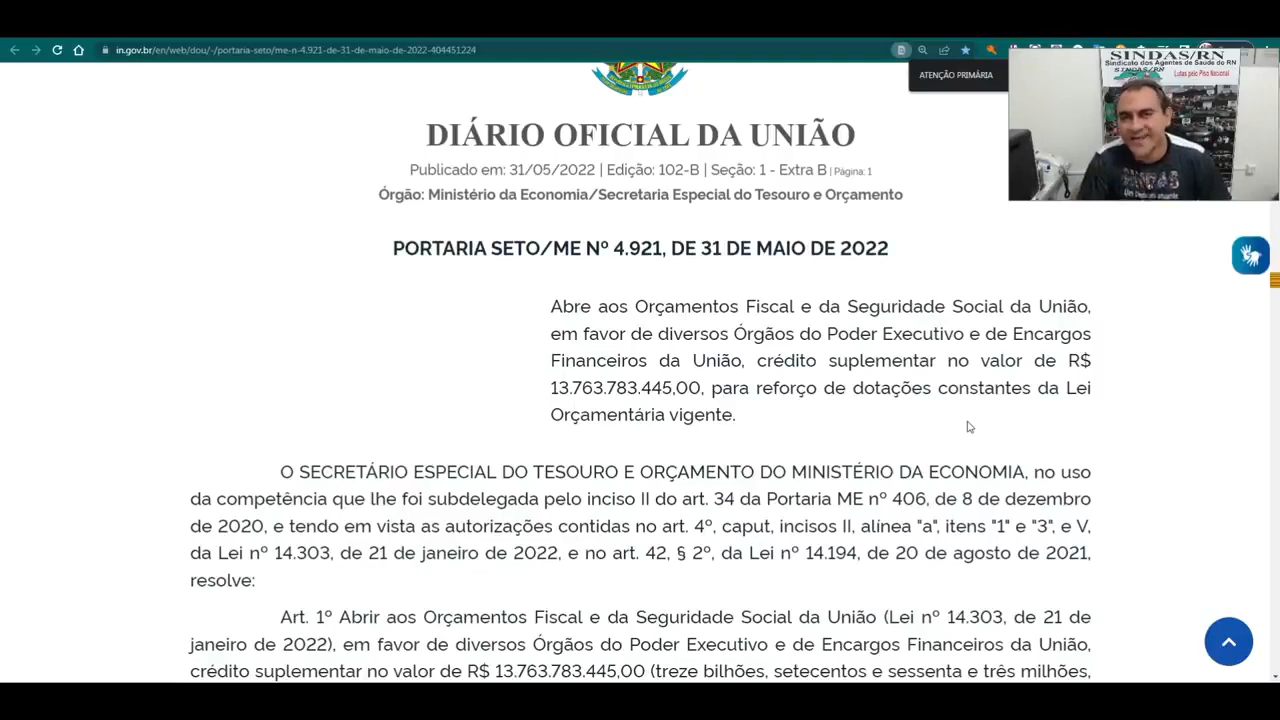 in.gov.br/en/web/dou/-/portaria-seto/me-n-4.921-de-31-de-maio-de-2022-404451224
ATENÇÃO PRIMÁRIA
SINDAS/RN
Sindicato dos Agentes de Saúde do RN
SINDAS/RN
Lutas pelo Piso Nacional
DIÁRIO OFICIAL DA UNIÃO
Publicado em: 31/05/2022 | Edição: 102-B | Seção: 1 - Extra B | Página: 1
Órgão: Ministério da Economia/Secretaria Especial do Tesouro e Orçamento
PORTARIA SETO/ME Nº 4.921, DE 31 DE MAIO DE 2022
Abre aos Orçamentos Fiscal e da Seguridade Social da União,
em favor de diversos Órgãos do Poder Executivo e de Encargos
Financeiros da União, crédito suplementar no valor de R$
13.763.783.445,00, para reforço de dotações constantes da Lei
Orçamentária vigente.
O SECRETÁRIO ESPECIAL DO TESOURO E ORÇAMENTO DO MINISTÉRIO DA ECONOMIA, no uso
da competência que lhe foi subdelegada pelo inciso II do art. 34 da Portaria ME nº 406, de 8 de dezembro
de 2020, e tendo em vista as autorizações contidas no art. 4º, caput, incisos II, alínea "a", itens "1" e "3", e V,
da Lei nº 14.303, de 21 de janeiro de 2022, e no art. 42, § 2º, da Lei nº 14.194, de 20 de agosto de 2021,
resolve:
Art. 1º Abrir aos Orçamentos Fiscal e da Seguridade Social da União (Lei nº 14.303, de 21 de
janeiro de 2022), em favor de diversos Órgãos do Poder Executivo e de Encargos Financeiros da União,
crédito suplementar no valor de R$ 13.763.783.445,00 (treze bilhões, setecentos e sessenta e três milhões,